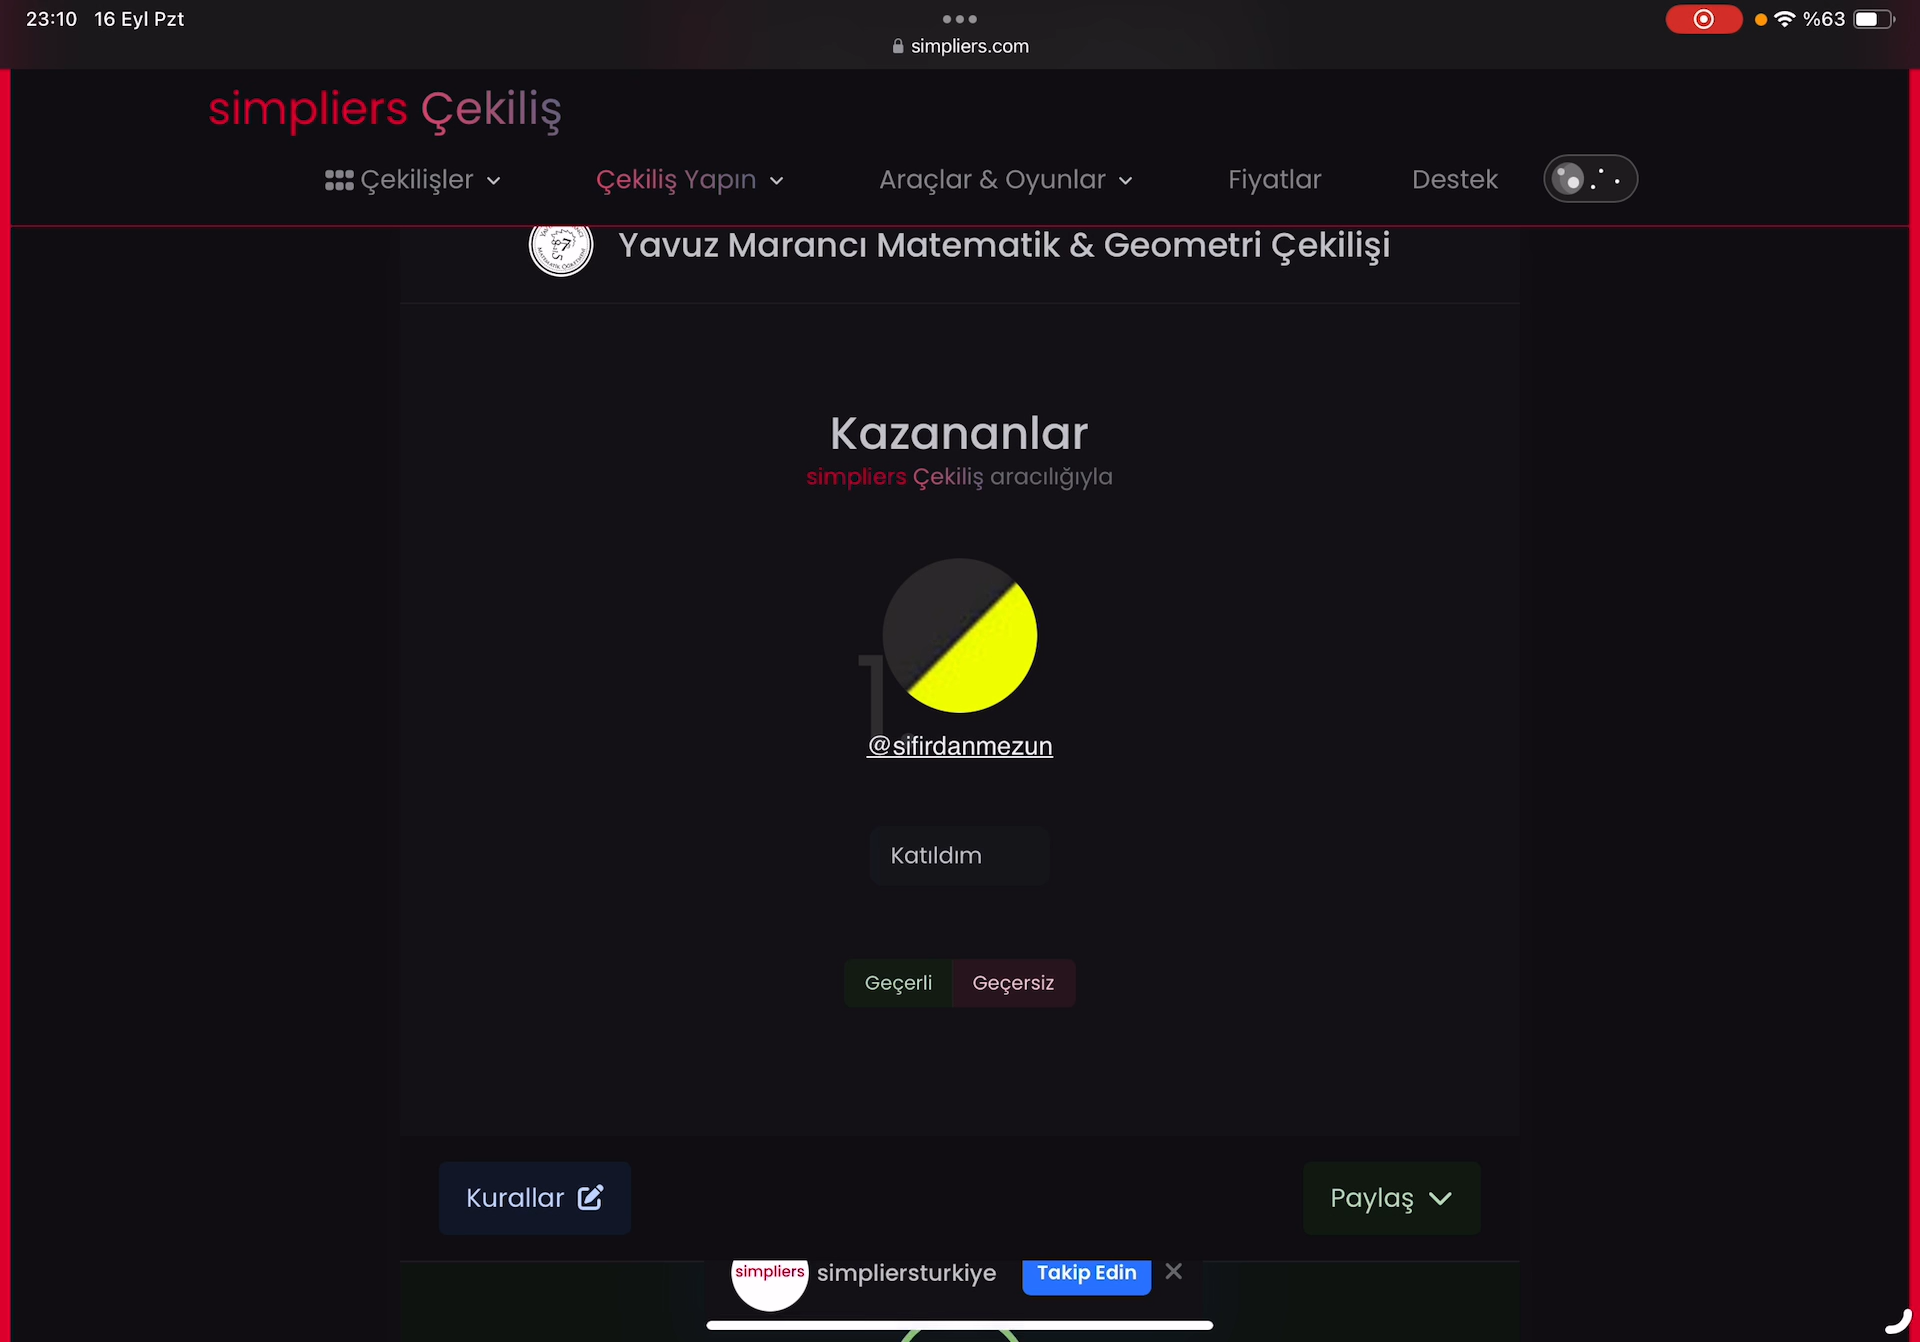 23:10 16 Eyl Pzt
%63
simpliers.com
simpliers Çekiliş
Çekilişler
Çekiliş Yapın
Araçlar & Oyunlar
Fiyatlar
Destek
Yavuz Marancı Matematik & Geometri Çekilişi
Kazananlar
simpliers Çekiliş aracılığıyla
1.
@sifirdanmezun
Katıldım
Geçerli
Geçersiz
Kurallar
Paylaş
simpliers
simpliersturkiye
Takip Edin